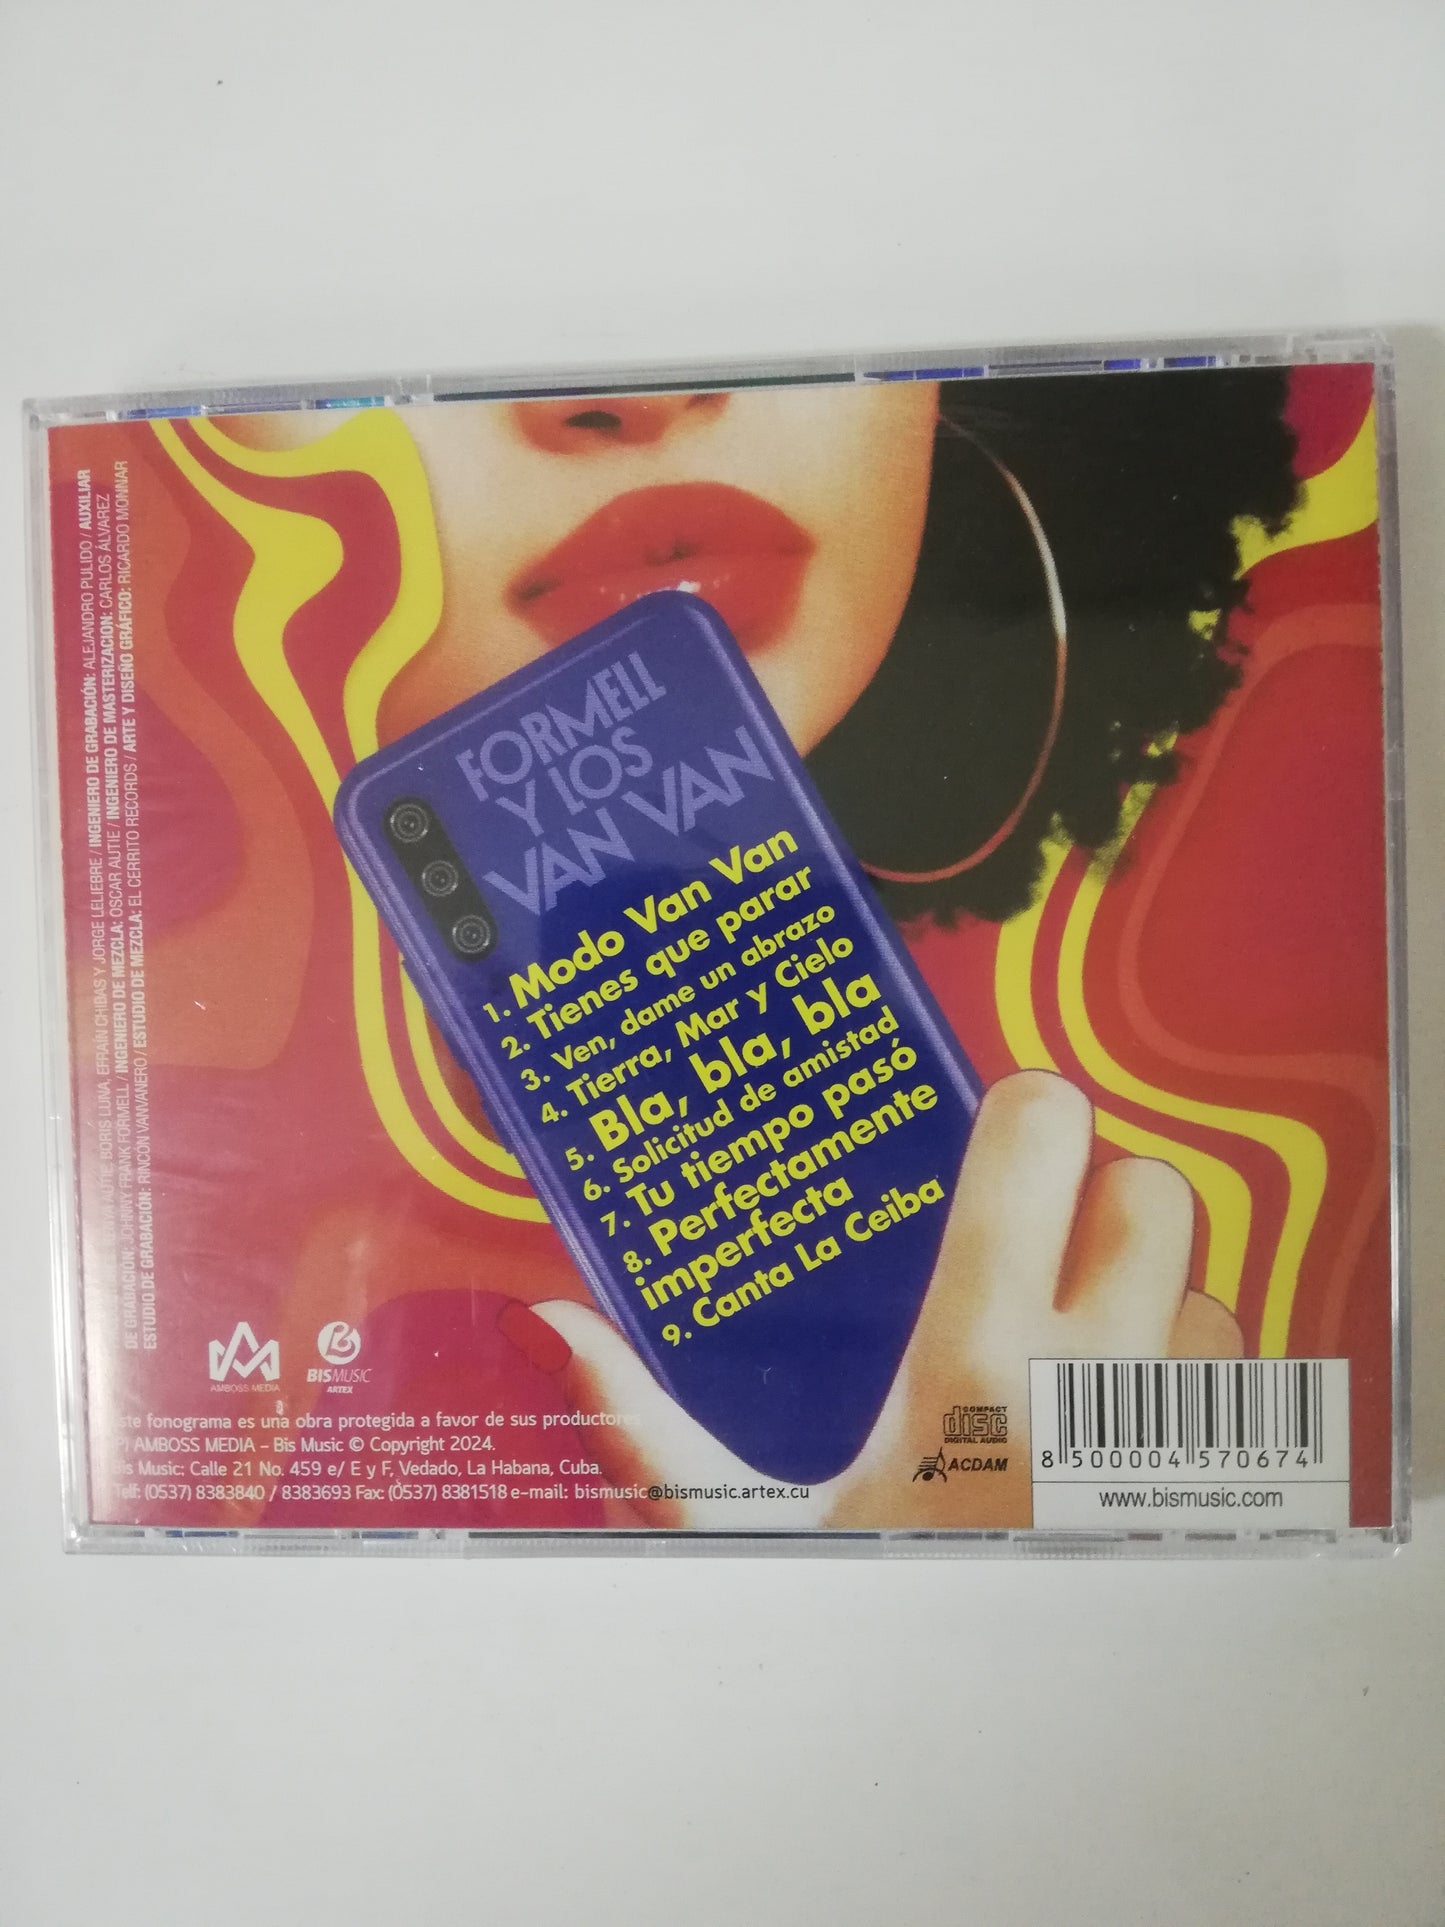 FORMELL
Y LOS
VAN VAN
1. Modo Van Van
2. Tienes que parar
3. Ven, dame un abrazo
4. Tierra, Mar y Cielo
5. Bla, bla, bla
6. Solicitud de amistad
7. Tu tiempo pasó
8. Perfectamente
imperfecta
9. Canta La Ceiba
AUTIE, BORIS LUNA, EFRAÍN CHIBAS Y JORGE LELIEBRE / INGENIERO DE GRABACIÓN: ALEJANDRO PULIDO / AUXILIAR
DE GRABACIÓN: JOHNNY FRANK FORMELL / INGENIERO DE MEZCLA: OSCAR AUTIE / INGENIERO DE MASTERIZACION: CARLOS ÁLVAREZ
ESTUDIO DE GRABACIÓN: RINCÓN VANVANERO / ESTUDIO DE MEZCLA: EL CERRITO RECORDS / ARTE Y DISEÑO GRÁFICO: RICARDO MONNAR
AMBOSS MEDIA
BISMUSIC
ARTEX
ste fonograma es una obra protegida a favor de sus productores
P) AMBOSS MEDIA - Bis Music © Copyright 2024.
Bis Music: Calle 21 No. 459 e/ E y F, Vedado, La Habana, Cuba.
Telf: (0537) 8383840 / 8383693 Fax: (0537) 8381518 e-mail: bismusic@bismusic.artex.cu
COMPACT
disc
DIGITAL AUDIO
ACDAM
8 500004 570674
www.bismusic.com